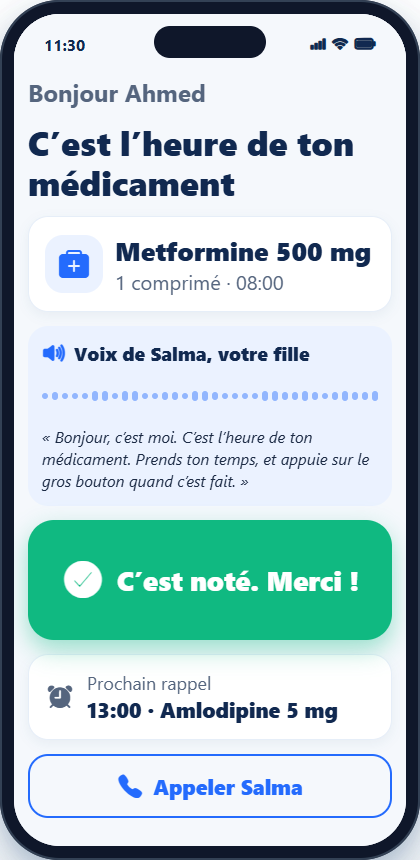 11:30
Bonjour Ahmed
C’est l’heure de ton
médicament
Metformine 500 mg
1 comprimé · 08:00
Voix de Salma, votre fille
« Bonjour, c’est moi. C’est l’heure de ton
médicament. Prends ton temps, et appuie sur le
gros bouton quand c’est fait. »
C’est noté. Merci !
Prochain rappel
13:00 · Amlodipine 5 mg
Appeler Salma